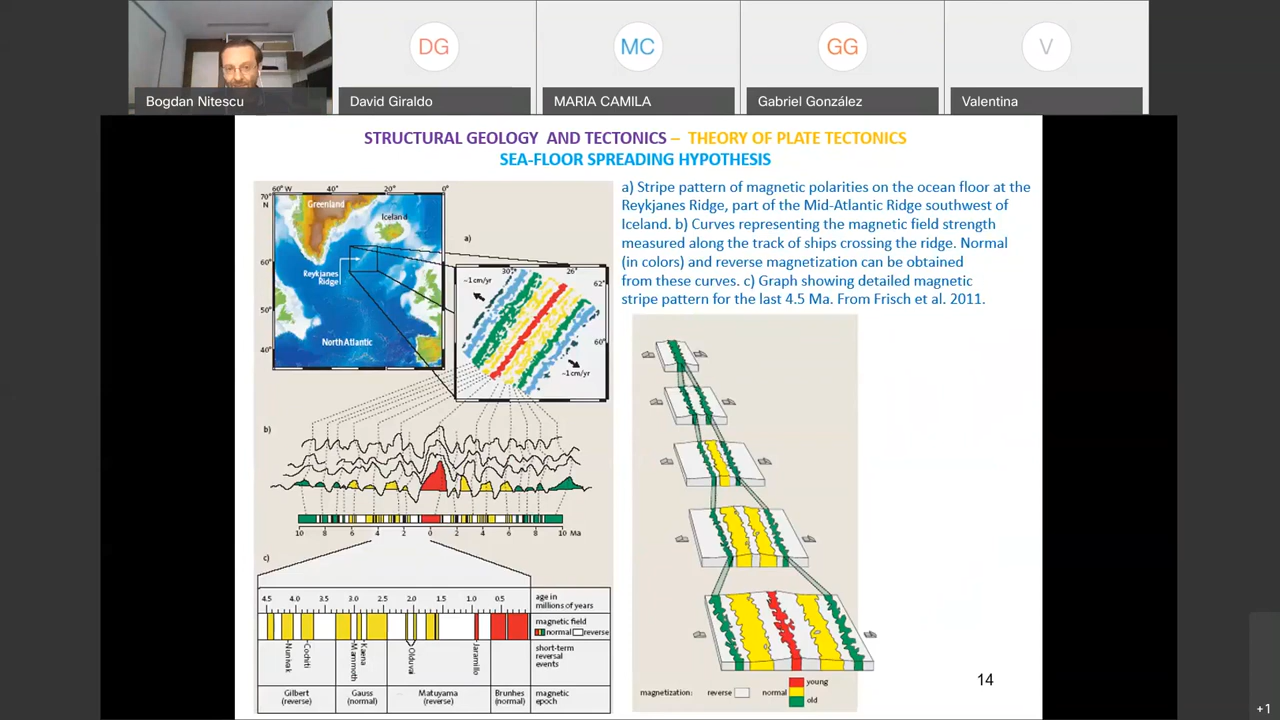 DG
MC
GG
V
Bogdan Nitescu
David Giraldo
MARIA CAMILA
Gabriel González
Valentina
STRUCTURAL GEOLOGY AND TECTONICS – THEORY OF PLATE TECTONICS
SEA-FLOOR SPREADING HYPOTHESIS
a) Stripe pattern of magnetic polarities on the ocean floor at the
Reykjanes Ridge, part of the Mid-Atlantic Ridge southwest of
Iceland. b) Curves representing the magnetic field strength
measured along the track of ships crossing the ridge. Normal
(in colors) and reverse magnetization can be obtained
from these curves. c) Graph showing detailed magnetic
stripe pattern for the last 4.5 Ma. From Frisch et al. 2011.
60° W 40° 20° 0°
70°
N
60°
50°
40°
Greenland
Iceland
Reykjanes
Ridge
North Atlantic
a)
30° 26°
62°
60°
~1cm/yr
~1cm/yr
b)
10 8 6 4 2 0 2 4 6 8 10 Ma
c)
4.5 4.0 3.5 3.0 2.5 2.0 1.5 1.0 0.5
age in
millions of years
magnetic field
normal reverse
Nunivak
Cochiti
Mammoth
Kaena
Olduvai
Jaramillo
short-term
reversal
events
Gilbert
(reverse)
Gauss
(normal)
Matuyama
(reverse)
Brunhes
(normal)
magnetic
epoch
magnetization: reverse normal
young
old
14
+1